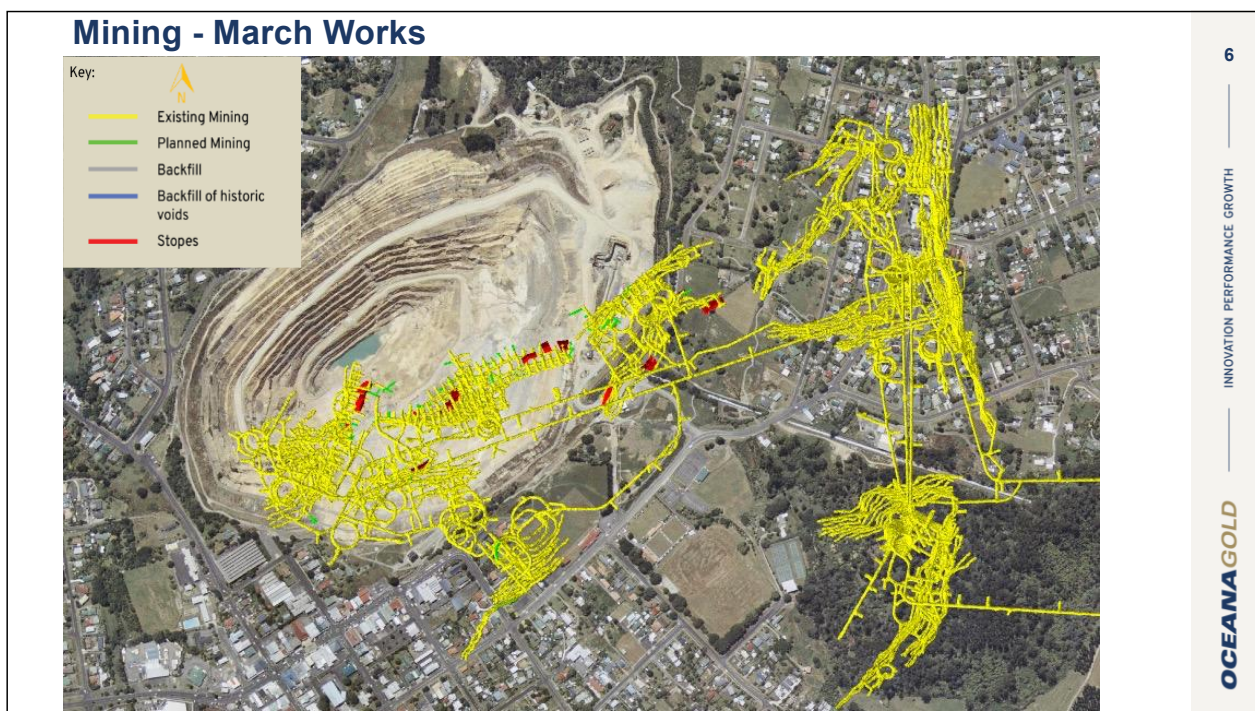 Mining - March Works
Key:
N
Existing Mining
Planned Mining
Backfill
Backfill of historic
voids
Stopes
6
INNOVATION PERFORMANCE GROWTH
OCEANAGOLD